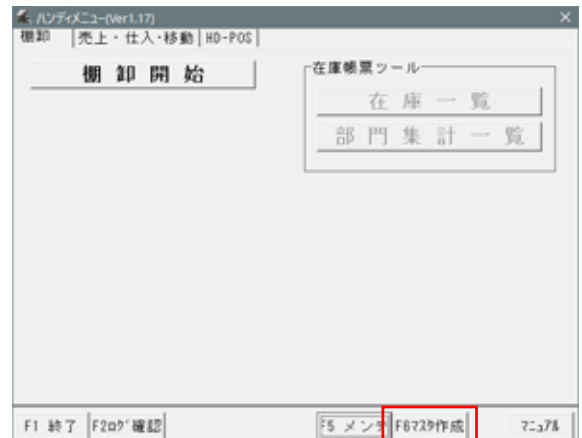 ハンディメニュー(Ver1.17)
棚卸 売上・仕入・移動 HD-POS
棚 卸 開 始
在庫帳票ツール
在 庫 一 覧
部 門 集 計 一 覧
F1 終了 F2ログ確認 F5 メンテ F6マスタ作成 マニュアル